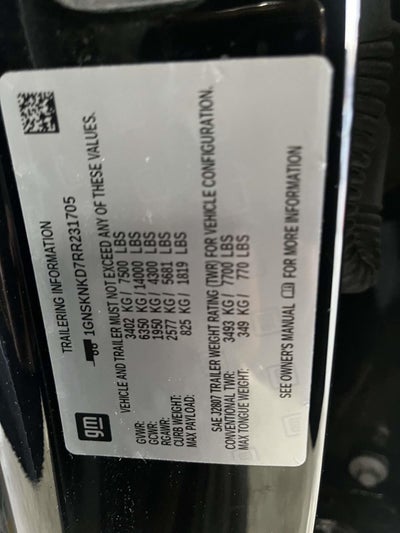 TRAILERING INFORMATION
1GNSKNKD7RR231705
gm
VEHICLE AND TRAILER MUST NOT EXCEED ANY OF THESE VALUES.
GVWR: 3402 KG / 7500 LBS
GCWR: 6350 KG / 14000 LBS
RGAWR: 1950 KG / 4300 LBS
CURB WEIGHT: 2577 KG / 5681 LBS
MAX PAYLOAD: 825 KG / 1819 LBS
SAE J2807 TRAILER WEIGHT RATING (TWR) FOR VEHICLE CONFIGURATION.
CONVENTIONAL TWR: 3493 KG / 7700 LBS
MAX TONGUE WEIGHT: 349 KG / 770 LBS
SEE OWNER'S MANUAL FOR MORE INFORMATION